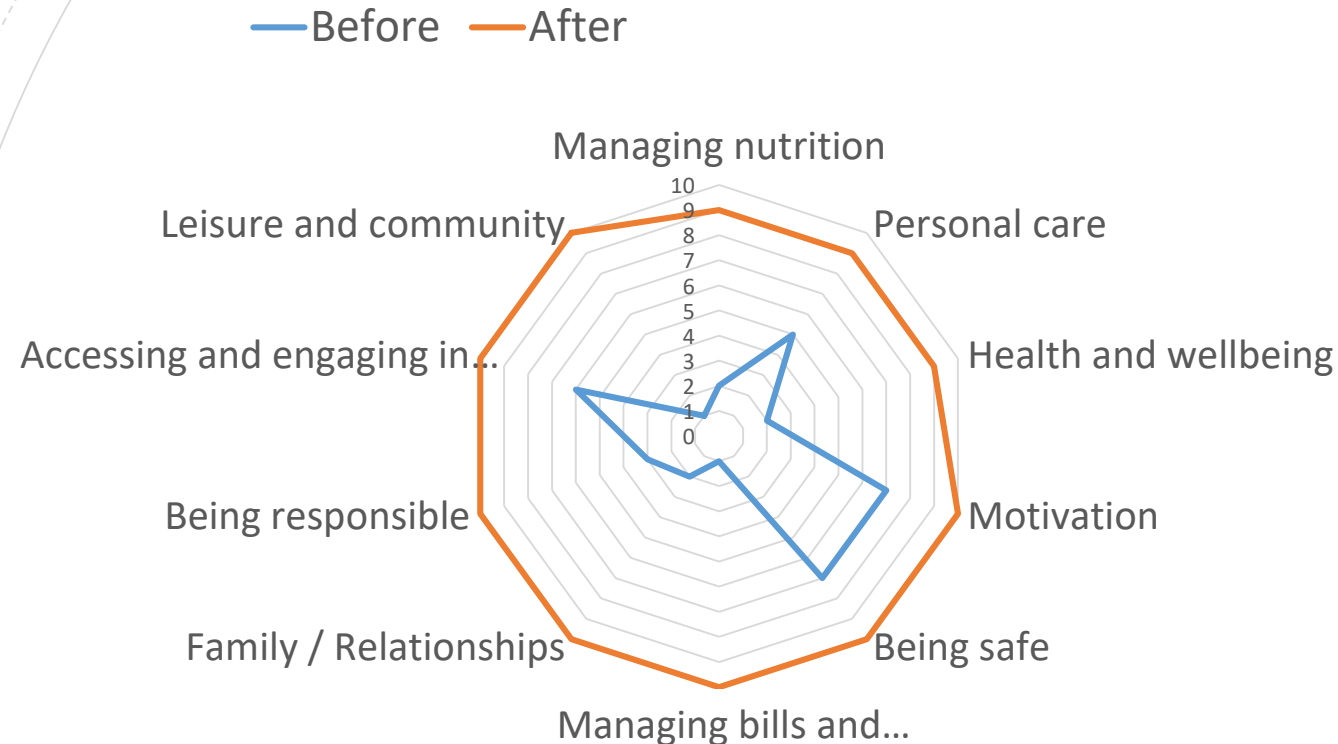 Before After
Managing nutrition
10
9
8
7
6
5
4
3
2
1
0
Leisure and community
Personal care
Accessing and engaging in...
Health and wellbeing
Being responsible
Motivation
Family / Relationships
Being safe
Managing bills and...